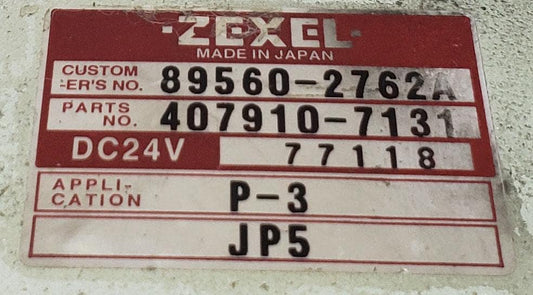 ·ZEXEL·
MADE IN JAPAN
CUSTOM
-ER'S NO. 89560-2762A
PARTS
NO. 407910-7131
DC24V 77118
APPLI-
CATION P-3
JP5